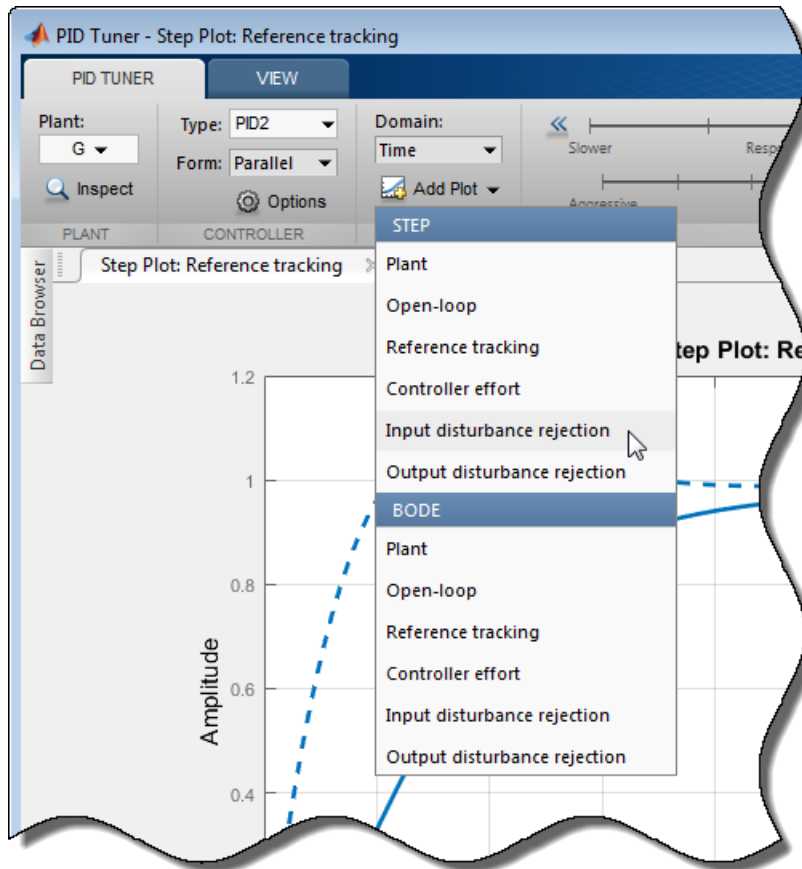 PID Tuner - Step Plot: Reference tracking
PID TUNER
VIEW
Plant:
G
Inspect
PLANT
Type: PID2
Form: Parallel
Options
CONTROLLER
Domain:
Time
Add Plot
Slower
Resp
Aggressive
Data Browser
Step Plot: Reference tracking
STEP
Plant
Open-loop
Reference tracking
Controller effort
Input disturbance rejection
Output disturbance rejection
BODE
Plant
Open-loop
Reference tracking
Controller effort
Input disturbance rejection
Output disturbance rejection
tep Plot: Re
Amplitude
1.2
1
0.8
0.6
0.4